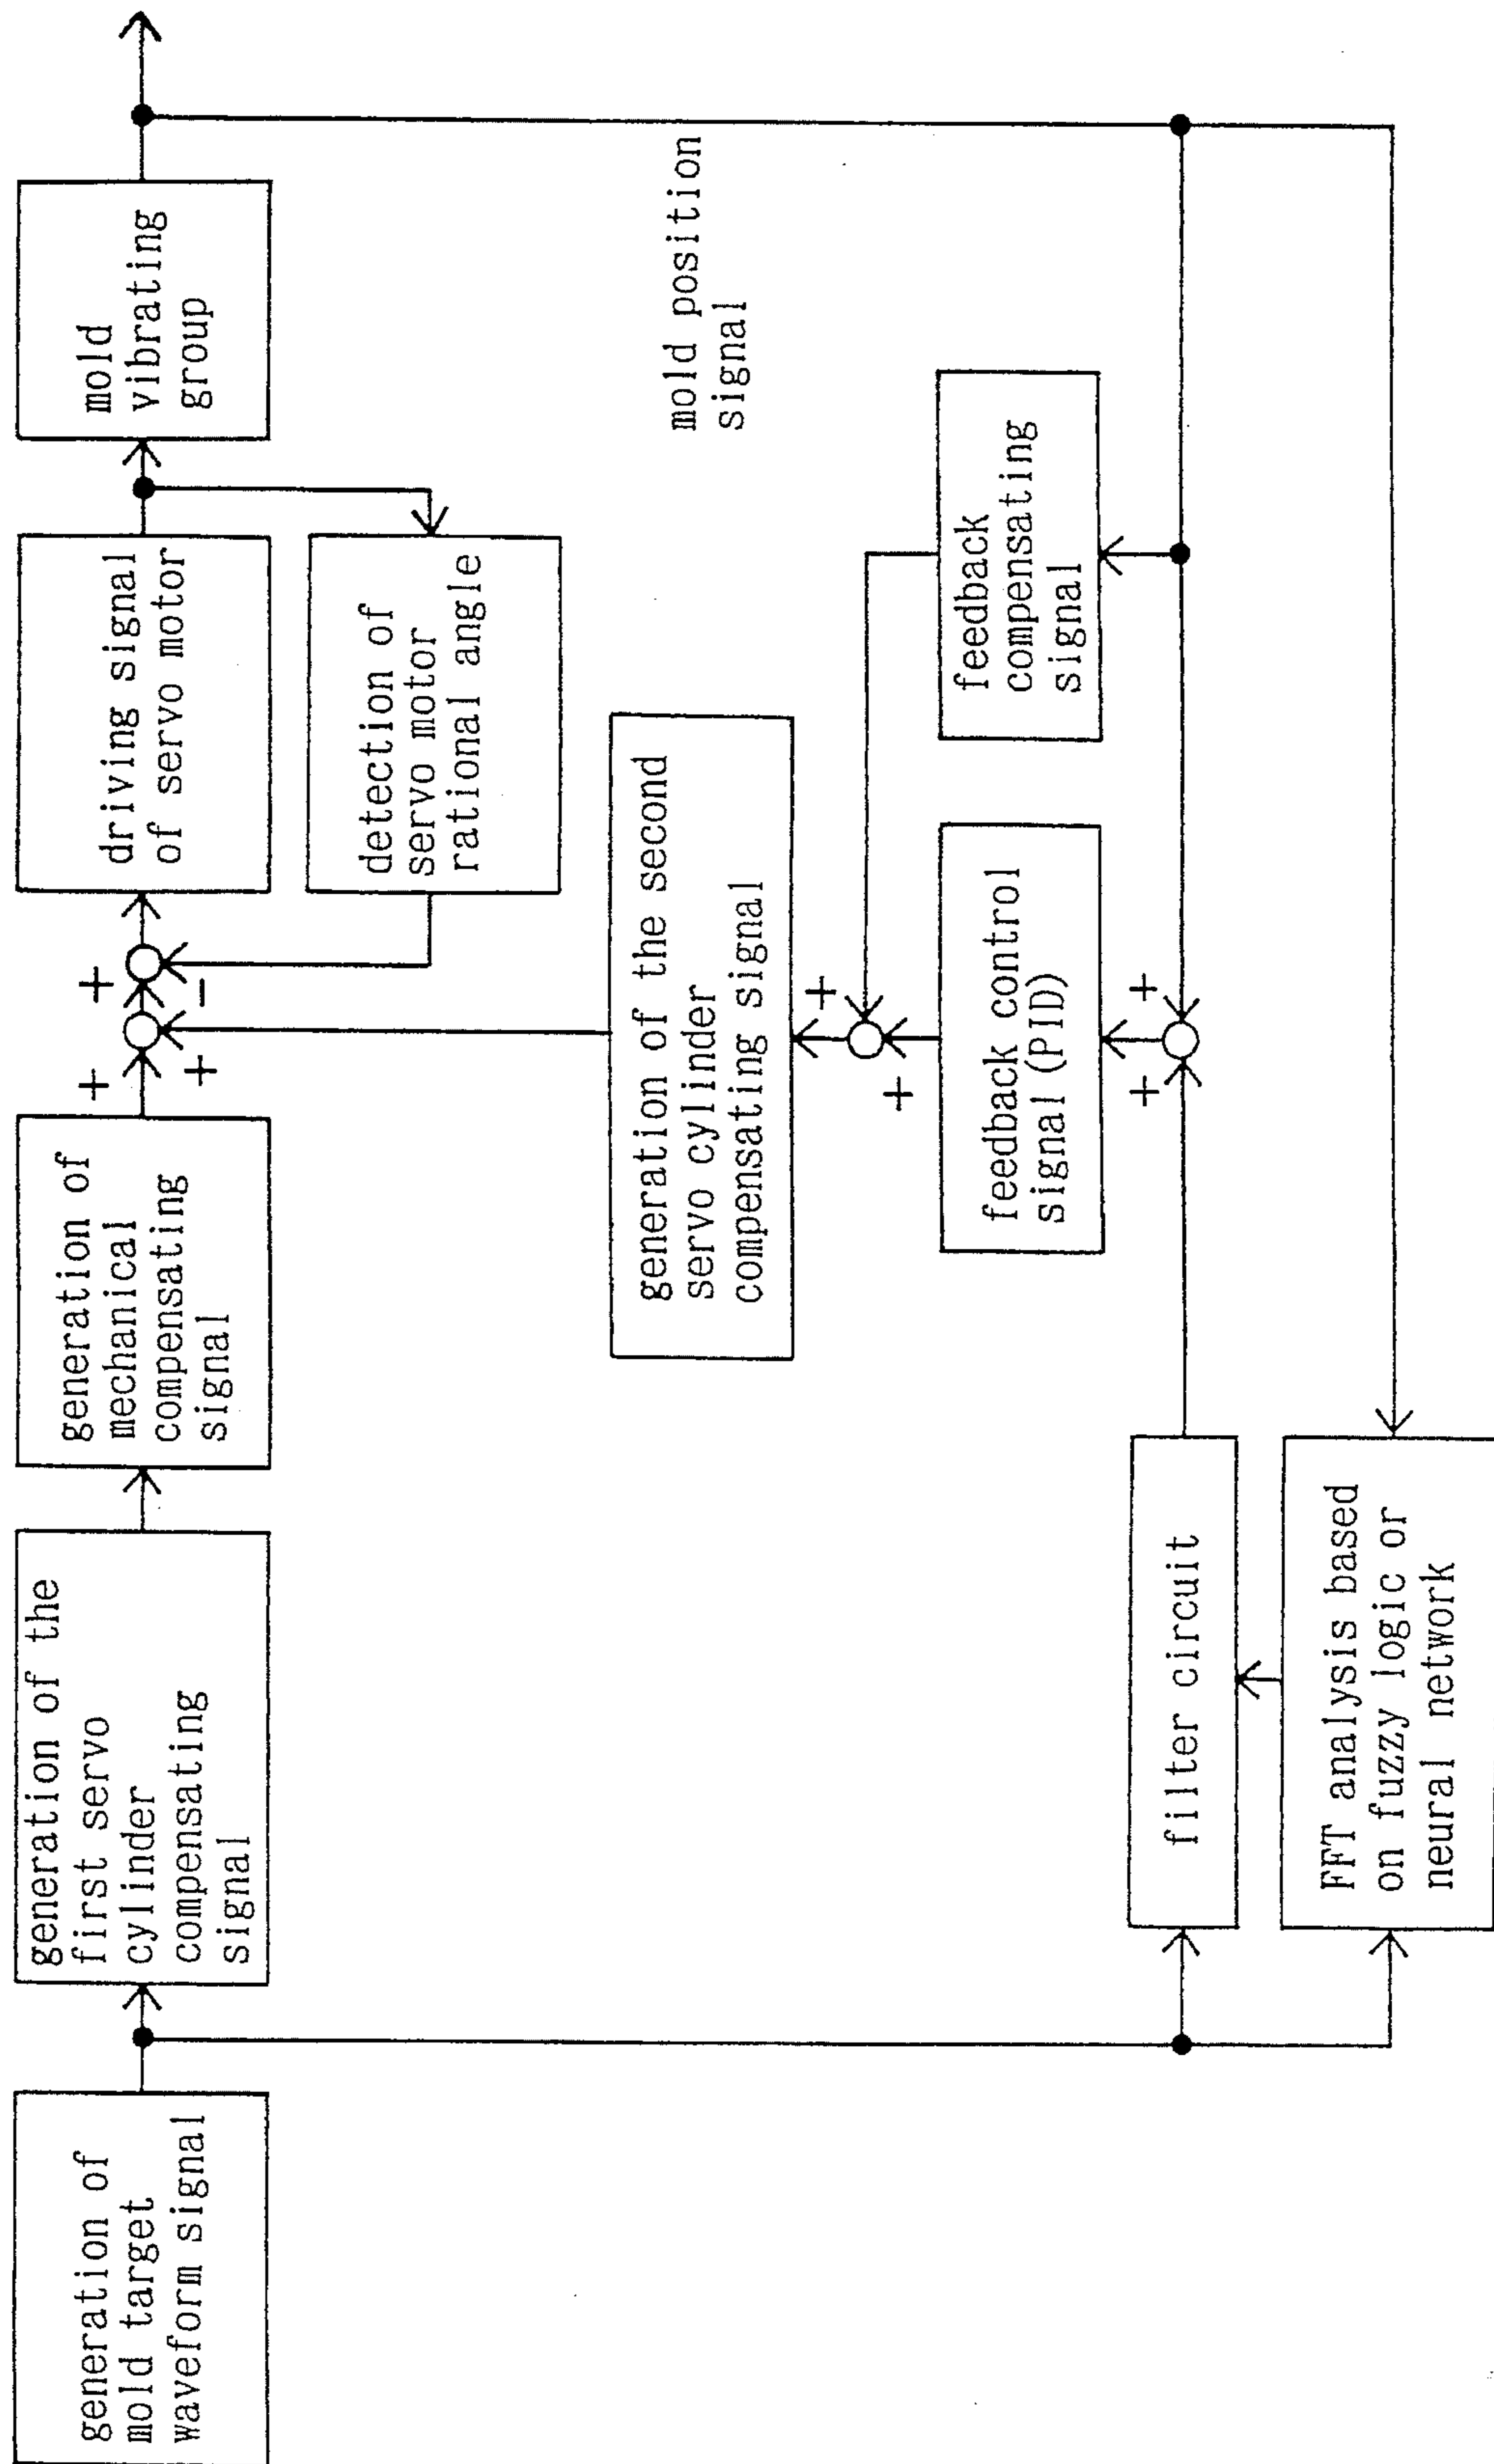 generation of
mold target
waveform signal
generation of the
first servo
cylinder
compensating
signal
generation of
mechanical
compensating
signal
+
+
+
-
driving signal
of servo motor
mold
vibrating
group
detection of
servo motor
rational angle
mold position
signal
generation of the second
servo cylinder
compensating signal
+
+
feedback
compensating
signal
feedback control
signal (PID)
+
+
filter circuit
FFT analysis based
on fuzzy logic or
neural network